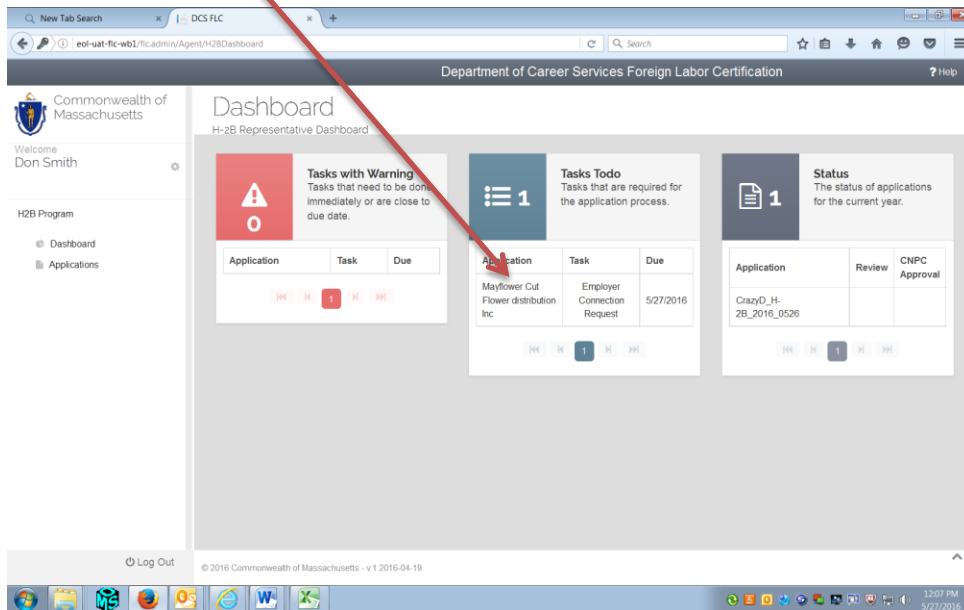 New Tab Search
DCS FLC
eol-uat-flc-wb1/flc.admin/Agent/H2BDashboard
Search
Department of Career Services Foreign Labor Certification
? Help
Commonwealth of
Massachusetts
Welcome
Don Smith
H2B Program
Dashboard
Applications
Dashboard
H-2B Representative Dashboard
0
Tasks with Warning
Tasks that need to be done
immediately or are close to
due date.
Application Task Due
1
1
Tasks Todo
Tasks that are required for
the application process.
Application Task Due
Mayflower Cut
Flower distribution
Inc
Employer
Connection
Request
5/27/2016
1
1
Status
The status of applications
for the current year.
Application Review CNPC
Approval
CrazyD_H-
2B_2016_0526
1
Log Out
© 2016 Commonwealth of Massachusetts - v 1.2016-04-19
12:07 PM
5/27/2016